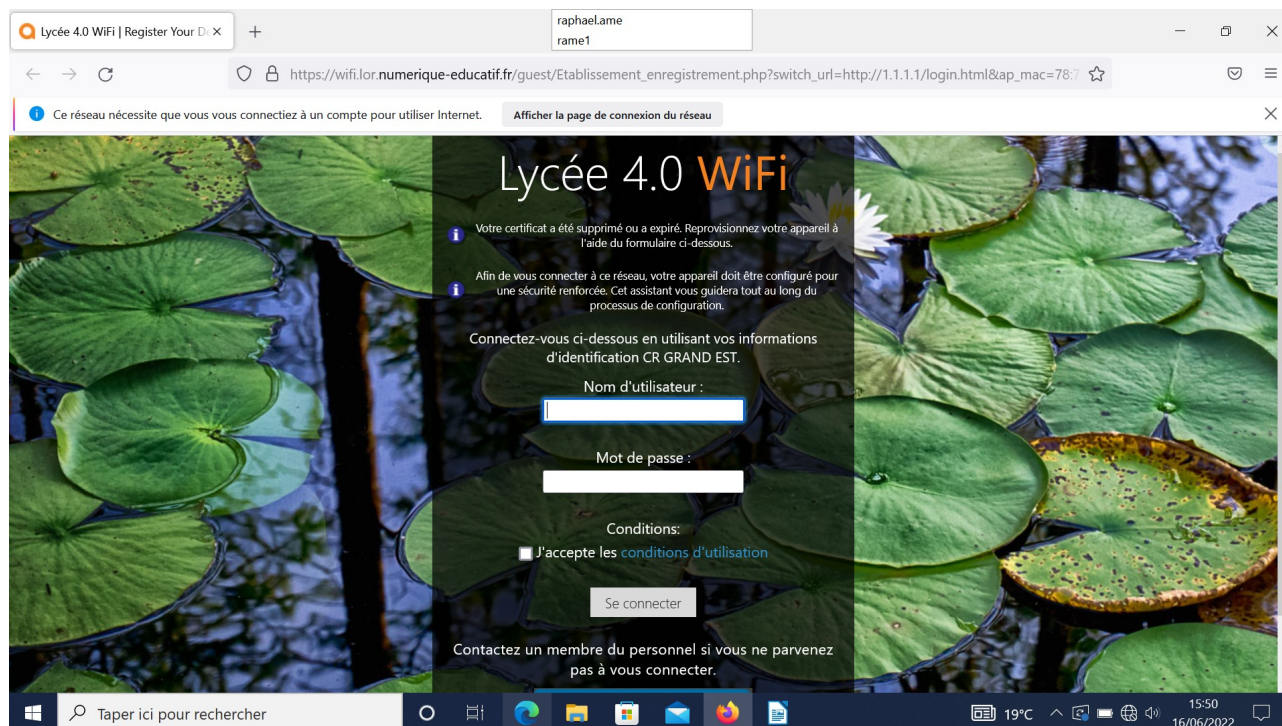 raphael.ame
rame1
Lycée 4.0 WiFi | Register Your De
https://wifi.lor.numerique-educatif.fr/guest/Etablissement_enregistrement.php?switch_url=http://1.1.1.1/login.html&ap_mac=78:7
Ce réseau nécessite que vous vous connectiez à un compte pour utiliser Internet.
Afficher la page de connexion du réseau
Lycée 4.0 WiFi
Votre certificat a été supprimé ou a expiré. Reprovisionnez votre appareil à
l'aide du formulaire ci-dessous.
Afin de vous connecter à ce réseau, votre appareil doit être configuré pour
une sécurité renforcée. Cet assistant vous guidera tout au long du
processus de configuration.
Connectez-vous ci-dessous en utilisant vos informations
d'identification CR GRAND EST.
Nom d'utilisateur :
Mot de passe :
Conditions:
J'accepte les conditions d'utilisation
Se connecter
Contactez un membre du personnel si vous ne parvenez
pas à vous connecter.
Taper ici pour rechercher
19°C
15:50
16/06/2022